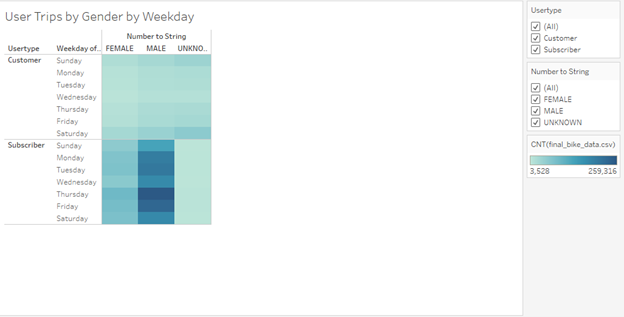 User Trips by Gender by Weekday
Number to String
Usertype Weekday of.. FEMALE MALE UNKNO..
Customer Sunday
Monday
Tuesday
Wednesday
Thursday
Friday
Saturday
Subscriber Sunday
Monday
Tuesday
Wednesday
Thursday
Friday
Saturday
Usertype
(All)
Customer
Subscriber
Number to String
(All)
FEMALE
MALE
UNKNOWN
CNT(final_bike_data.csv)
3,528 259,316